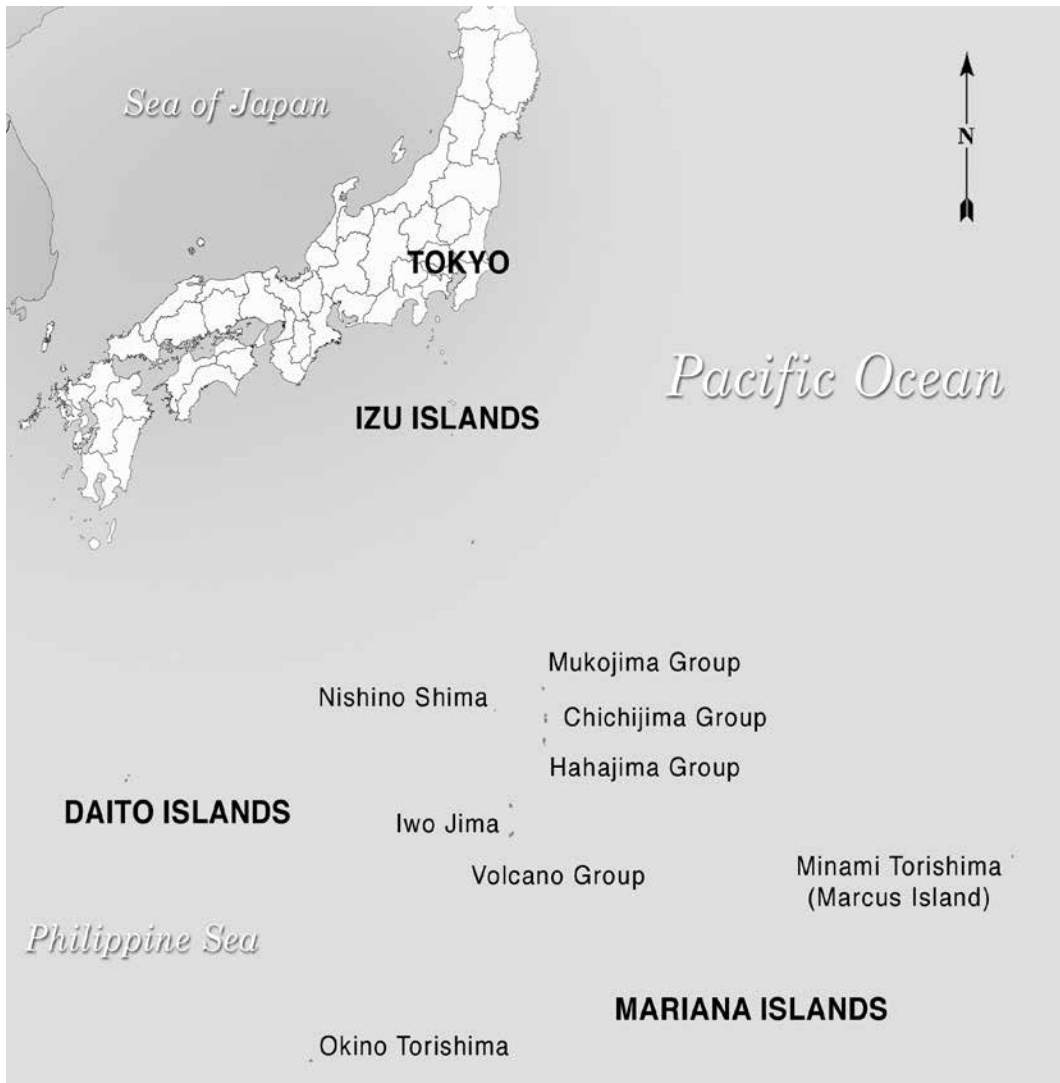 Sea of Japan
N
TOKYO
Pacific Ocean
IZU ISLANDS
Mukojima Group
Nishino Shima
Chichijima Group
Hahajima Group
DAITO ISLANDS
Iwo Jima
Volcano Group
Minami Torishima
(Marcus Island)
Philippine Sea
MARIANA ISLANDS
Okino Torishima